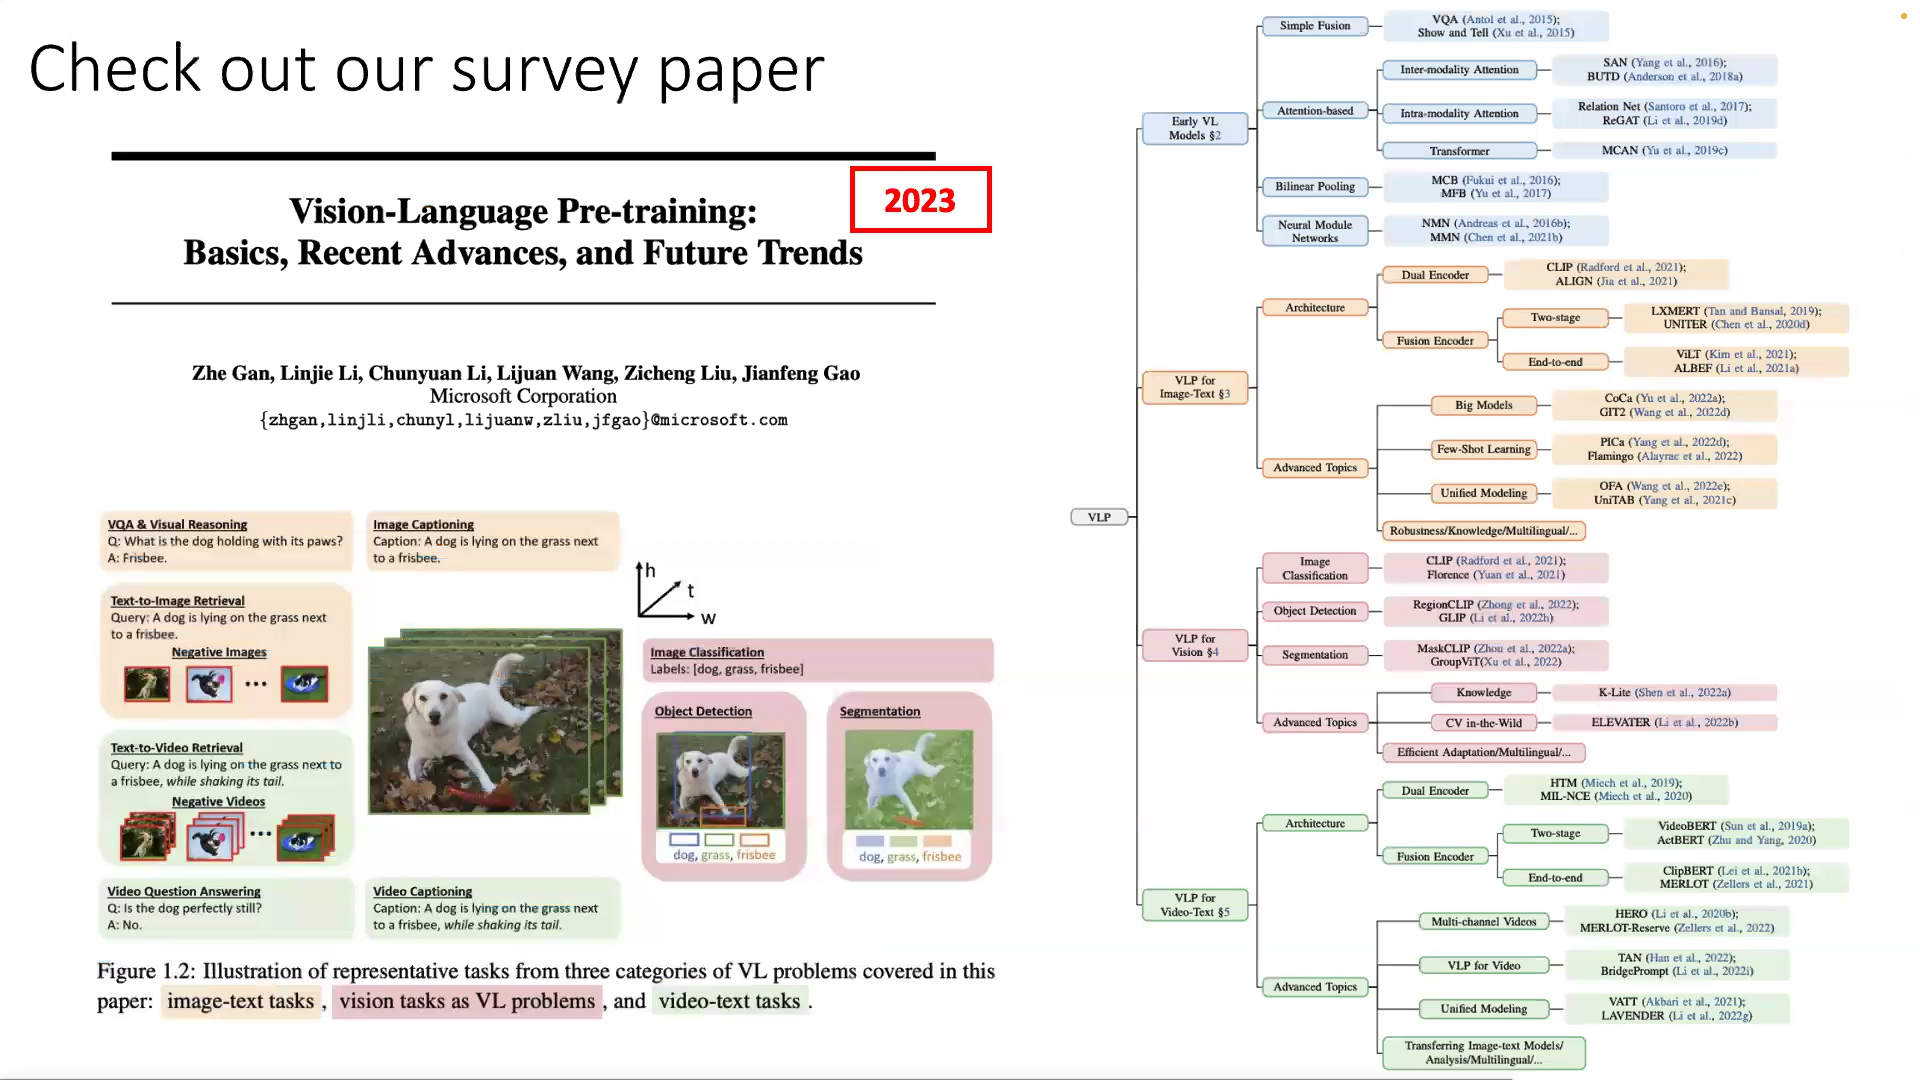 Check out our survey paper
2023
Vision-Language Pre-training:
Basics, Recent Advances, and Future Trends
Zhe Gan, Linjie Li, Chunyuan Li, Lijuan Wang, Zicheng Liu, Jianfeng Gao
Microsoft Corporation
{zhgan,linjli,chunyl,lijuanw,zliu,jfgao}@microsoft.com
VQA & Visual Reasoning
Q: What is the dog holding with its paws?
A: Frisbee.
Image Captioning
Caption: A dog is lying on the grass next
to a frisbee.
Text-to-Image Retrieval
Query: A dog is lying on the grass next
to a frisbee.
Negative Images
...
Text-to-Video Retrieval
Query: A dog is lying on the grass next to
a frisbee, while shaking its tail.
Negative Videos
...
Video Question Answering
Q: Is the dog perfectly still?
A: No.
Video Captioning
Caption: A dog is lying on the grass next
to a frisbee, while shaking its tail.
h
t
w
Image Classification
Labels: [dog, grass, frisbee]
Object Detection
dog, grass, frisbee
Segmentation
dog, grass, frisbee
Figure 1.2: Illustration of representative tasks from three categories of VL problems covered in this
paper: image-text tasks , vision tasks as VL problems , and video-text tasks .
VLP
Early VL
Models §2
Simple Fusion
VQA (Antol et al., 2015);
Show and Tell (Xu et al., 2015)
Attention-based
Inter-modality Attention
SAN (Yang et al., 2016);
BUTD (Anderson et al., 2018a)
Intra-modality Attention
Relation Net (Santoro et al., 2017);
ReGAT (Li et al., 2019d)
Transformer
MCAN (Yu et al., 2019c)
Bilinear Pooling
MCB (Fukui et al., 2016);
MFB (Yu et al., 2017)
Neural Module
Networks
NMN (Andreas et al., 2016b);
MMN (Chen et al., 2021b)
VLP for
Image-Text §3
Architecture
Dual Encoder
CLIP (Radford et al., 2021);
ALIGN (Jia et al., 2021)
Fusion Encoder
Two-stage
LXMERT (Tan and Bansal, 2019);
UNITER (Chen et al., 2020d)
End-to-end
ViLT (Kim et al., 2021);
ALBEF (Li et al., 2021a)
Advanced Topics
Big Models
CoCa (Yu et al., 2022a);
GIT2 (Wang et al., 2022d)
Few-Shot Learning
PICa (Yang et al., 2022d);
Flamingo (Alayrac et al., 2022)
Unified Modeling
OFA (Wang et al., 2022e);
UniTAB (Yang et al., 2021c)
Robustness/Knowledge/Multilingual/...
VLP for
Vision §4
Image
Classification
CLIP (Radford et al., 2021);
Florence (Yuan et al., 2021)
Object Detection
RegionCLIP (Zhong et al., 2022);
GLIP (Li et al., 2022h)
Segmentation
MaskCLIP (Zhou et al., 2022a);
GroupViT(Xu et al., 2022)
Advanced Topics
Knowledge
K-Lite (Shen et al., 2022a)
CV in-the-Wild
ELEVATER (Li et al., 2022b)
Efficient Adaptation/Multilingual/...
VLP for
Video-Text §5
Architecture
Dual Encoder
HTM (Miech et al., 2019);
MIL-NCE (Miech et al., 2020)
Fusion Encoder
Two-stage
VideoBERT (Sun et al., 2019a);
ActBERT (Zhu and Yang, 2020)
End-to-end
ClipBERT (Lei et al., 2021b);
MERLOT (Zellers et al., 2021)
Advanced Topics
Multi-channel Videos
HERO (Li et al., 2020b);
MERLOT-Reserve (Zellers et al., 2022)
VLP for Video
TAN (Han et al., 2022);
BridgePrompt (Li et al., 2022i)
Unified Modeling
VATT (Akbari et al., 2021);
LAVENDER (Li et al., 2022g)
Transferring Image-text Models/
Analysis/Multilingual/...